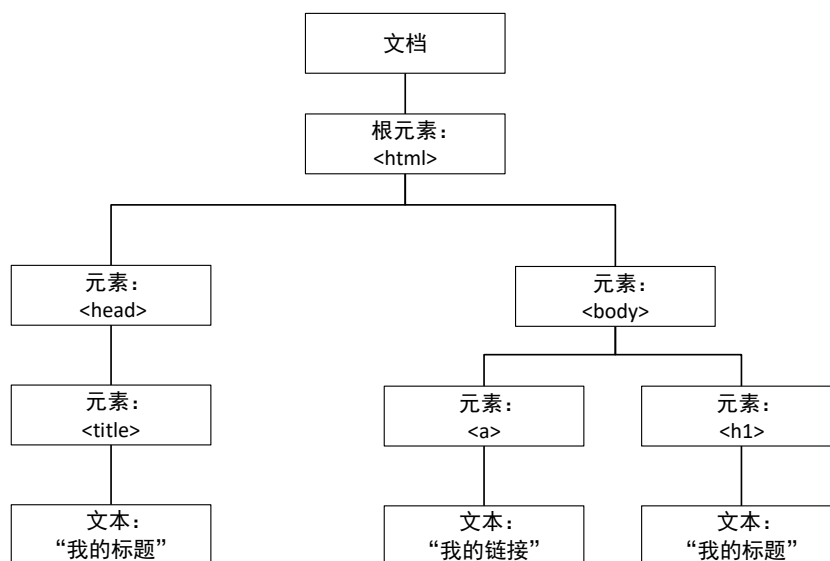 文档
根元素：
<html>
元素：
<head>
元素：
<body>
元素：
<title>
元素：
<a>
元素：
<h1>
文本：
“我的标题”
文本：
“我的链接”
文本：
“我的标题”